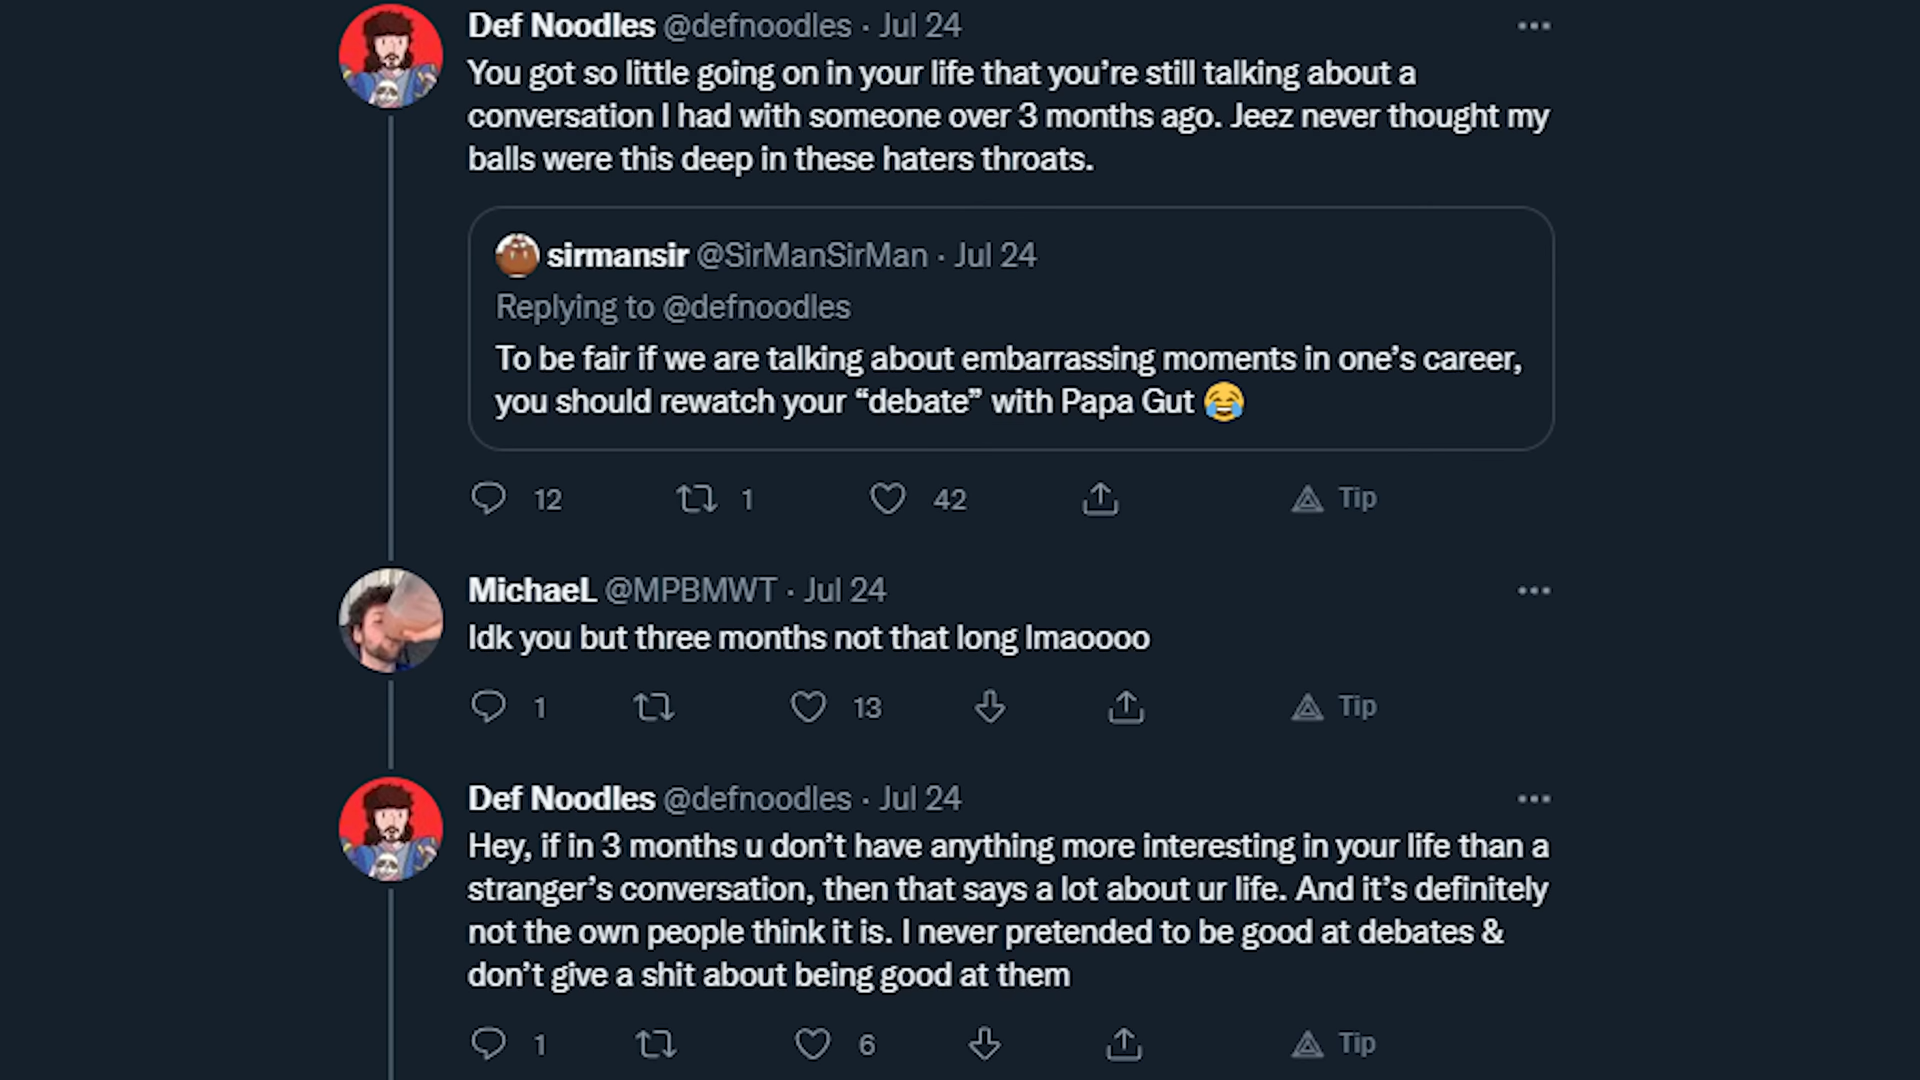 Def Noodles @defnoodles · Jul 24
You got so little going on in your life that you’re still talking about a
conversation I had with someone over 3 months ago. Jeez never thought my
balls were this deep in these haters throats.
sirmansir @SirManSirMan · Jul 24
Replying to @defnoodles
To be fair if we are talking about embarrassing moments in one’s career,
you should rewatch your “debate” with Papa Gut 😂
12 1 42 Tip
MichaeL @MPBMWT · Jul 24
Idk you but three months not that long lmaoooo
1 13 Tip
Def Noodles @defnoodles · Jul 24
Hey, if in 3 months u don’t have anything more interesting in your life than a
stranger’s conversation, then that says a lot about ur life. And it’s definitely
not the own people think it is. I never pretended to be good at debates &
don’t give a shit about being good at them
1 6 Tip